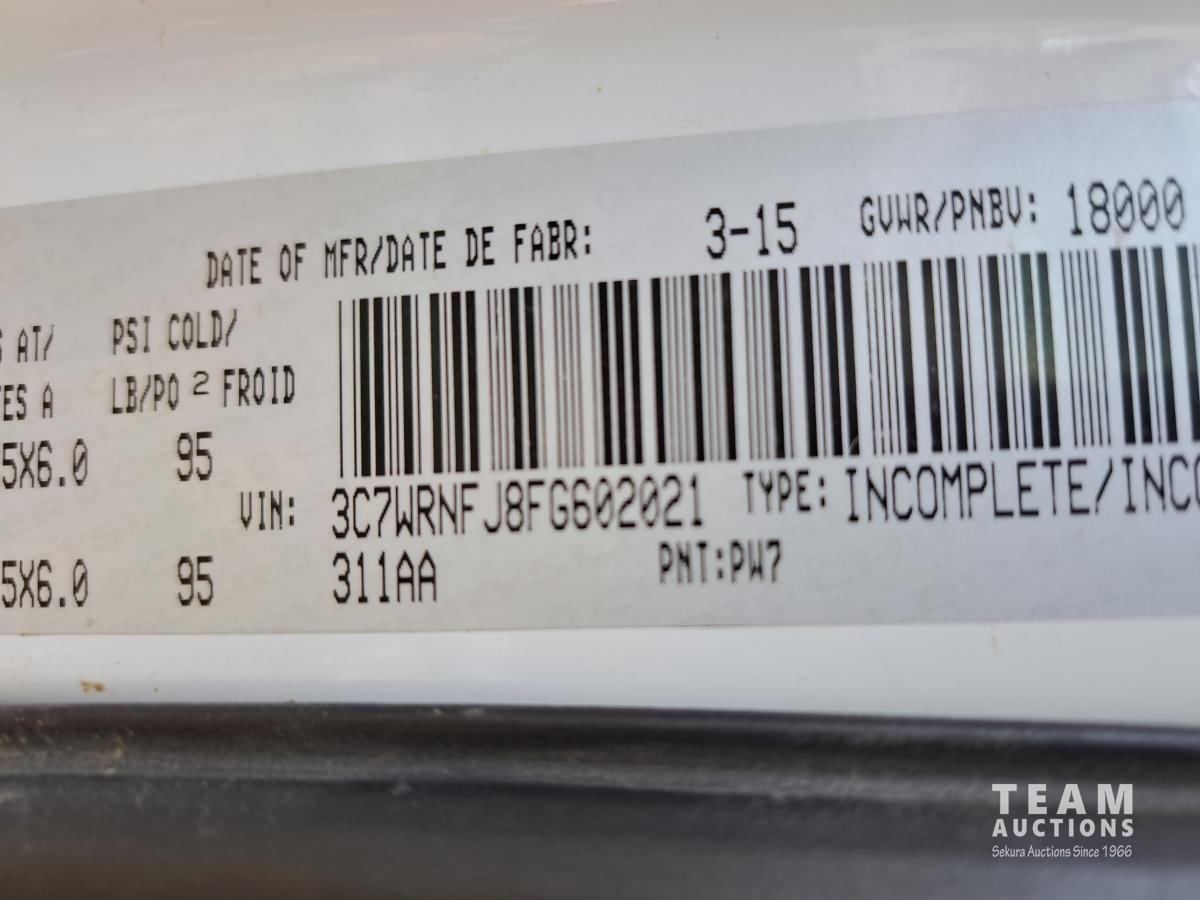 DATE OF MFR/DATE DE FABR: 3-15 GVWR/PNBV: 18000
AT/ PSI COLD/
ES A LB/PO 2 FROID
5X6.0 95
VIN: 3C7WRNFJ8FG602021 TYPE: INCOMPLETE/INCO
5X6.0 95 311AA PNT:PW7
TEAM
AUCTIONS
Sekura Auctions Since 1966